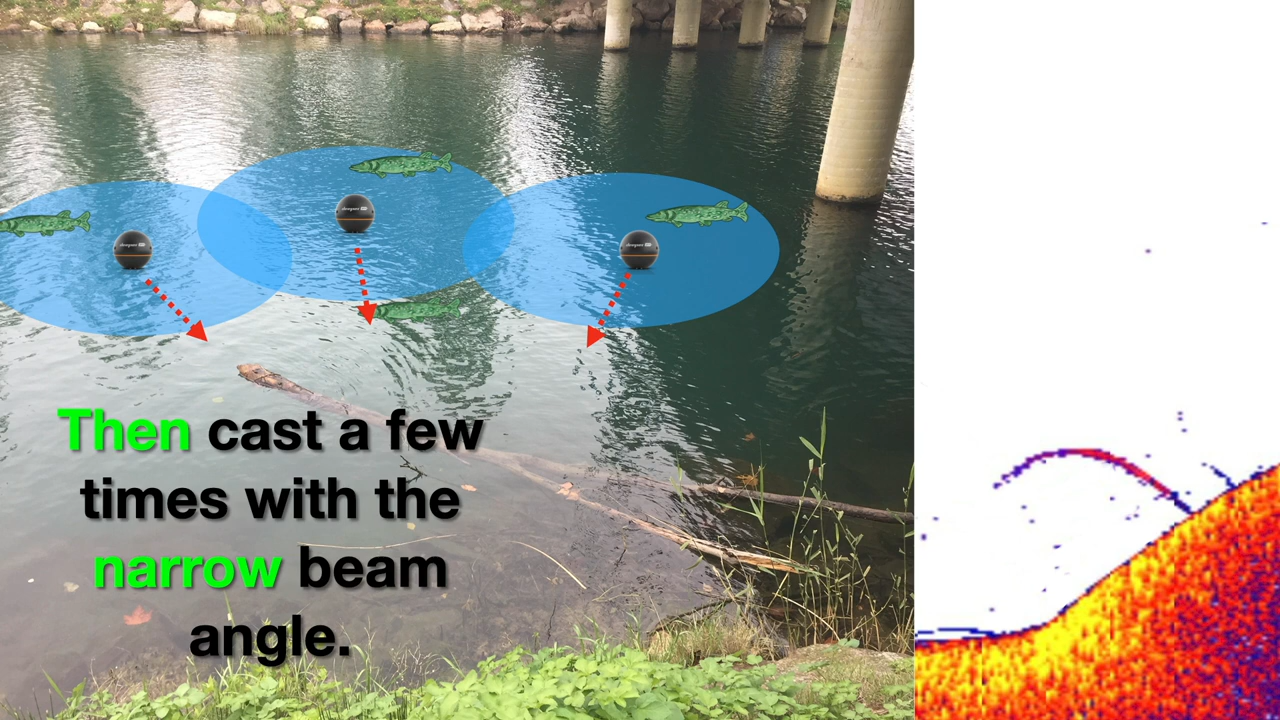 Then cast a few
times with the
narrow beam
angle.